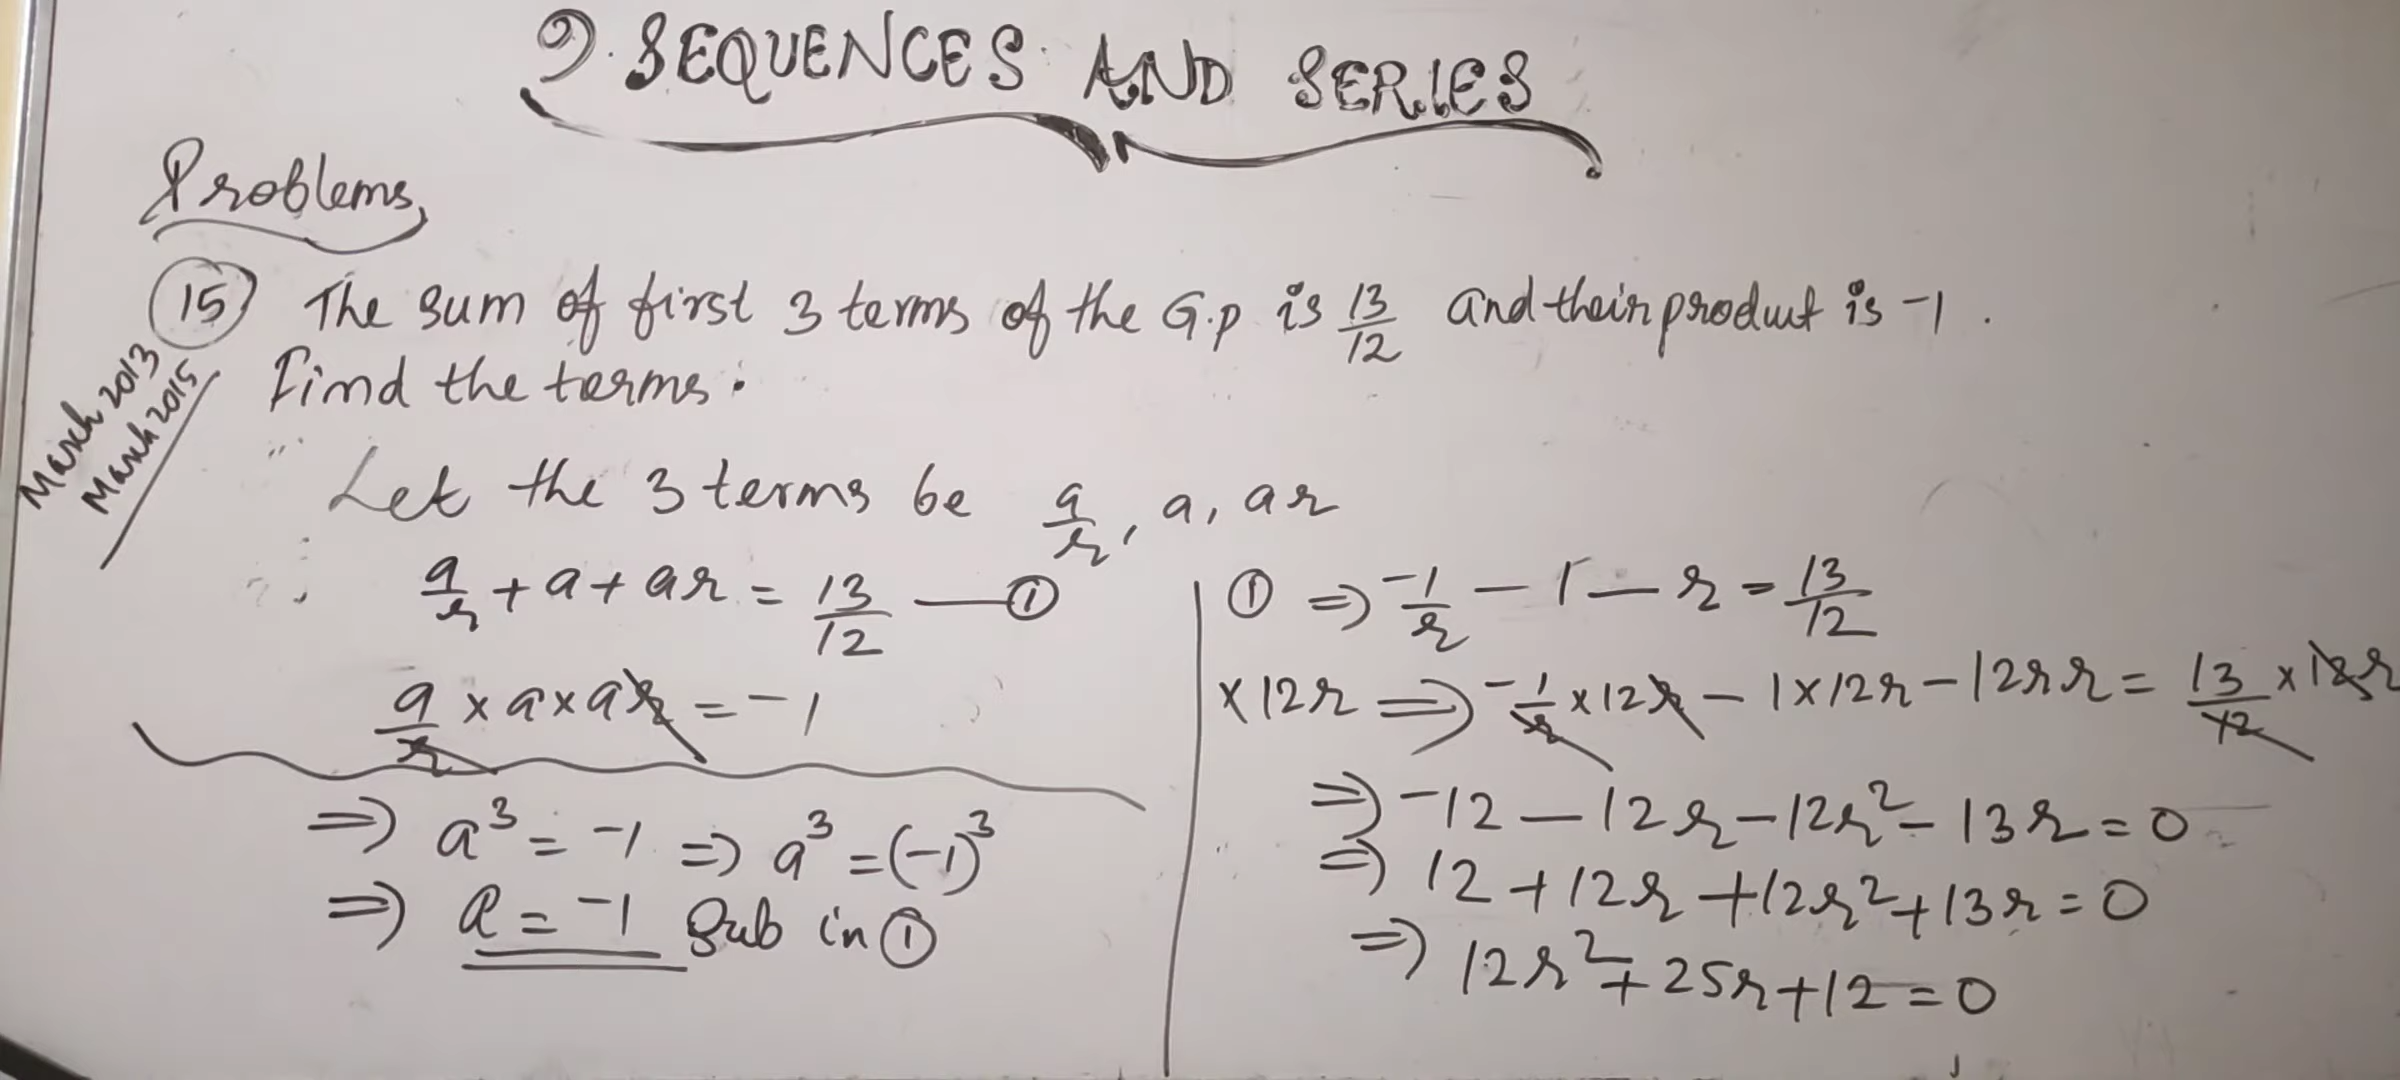 9. SEQUENCES AND SERIES
Problems,
15) The sum of first 3 terms of the G.P is 13/12 and their product is -1.
Find the terms.
March 2013
March 2015
Let the 3 terms be a/r, a, ar
a/r + a + ar = 13/12 — ①
a/r × a × ar = -1
⇒ a³ = -1 ⇒ a³ = (-1)³
⇒ a = -1 Sub in ①
① ⇒ -1/r - 1 - r = 13/12
×12r ⇒ -1/r × 12r - 1×12r - 12rr = 13/12 × 12r
⇒ -12 - 12r - 12r² - 13r = 0
⇒ 12 + 12r + 12r² + 13r = 0
⇒ 12r² + 25r + 12 = 0